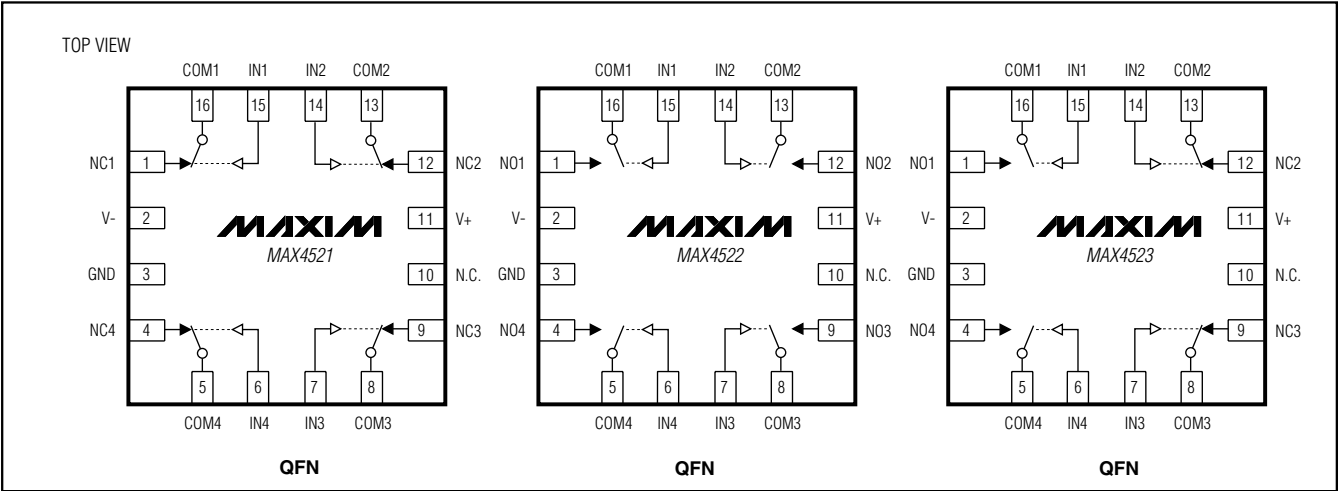 TOP VIEW
COM1 IN1 IN2 COM2
16 15 14 13
NC1 1 12 NC2
V- 2 11 V+
MAXIM
MAX4521
GND 3 10 N.C.
NC4 4 9 NC3
5 6 7 8
COM4 IN4 IN3 COM3
QFN
COM1 IN1 IN2 COM2
16 15 14 13
NO1 1 12 NO2
V- 2 11 V+
MAXIM
MAX4522
GND 3 10 N.C.
NO4 4 9 NO3
5 6 7 8
COM4 IN4 IN3 COM3
QFN
COM1 IN1 IN2 COM2
16 15 14 13
NO1 1 12 NC2
V- 2 11 V+
MAXIM
MAX4523
GND 3 10 N.C.
NO4 4 9 NC3
5 6 7 8
COM4 IN4 IN3 COM3
QFN